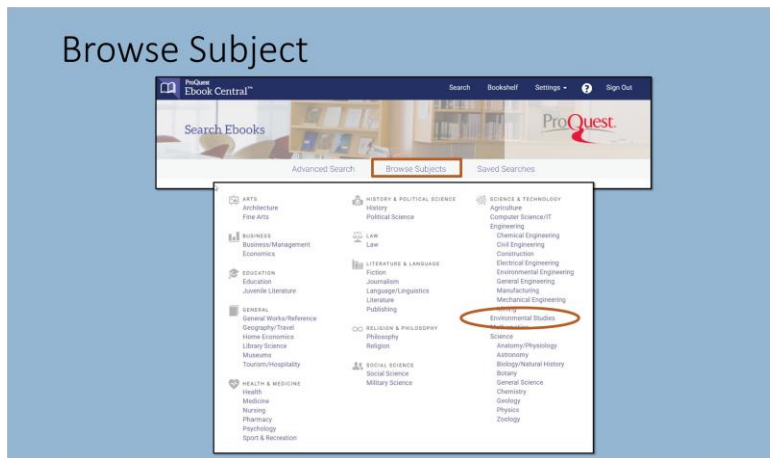 Browse Subject
ProQuest
Ebook Central™
Search Bookshelf Settings ? Sign Out
Search Ebooks
ProQuest.
Advanced Search Browse Subjects Saved Searches
ARTS
Architecture
Fine Arts
BUSINESS
Business/Management
Economics
EDUCATION
Education
Juvenile Literature
GENERAL
General Works/Reference
Geography/Travel
Home Economics
Library Science
Museums
Tourism/Hospitality
HEALTH & MEDICINE
Health
Medicine
Nursing
Pharmacy
Psychology
Sport & Recreation
HISTORY & POLITICAL SCIENCE
History
Political Science
LAW
Law
LITERATURE & LANGUAGE
Fiction
Journalism
Language/Linguistics
Literature
Publishing
RELIGION & PHILOSOPHY
Philosophy
Religion
SOCIAL SCIENCE
Social Science
Military Science
SCIENCE & TECHNOLOGY
Agriculture
Computer Science/IT
Engineering
Chemical Engineering
Civil Engineering
Construction
Electrical Engineering
Environmental Engineering
General Engineering
Manufacturing
Mechanical Engineering
Mining
Environmental Studies
Mathematics
Science
Anatomy/Physiology
Astronomy
Biology/Natural History
Botany
General Science
Chemistry
Geology
Physics
Zoology